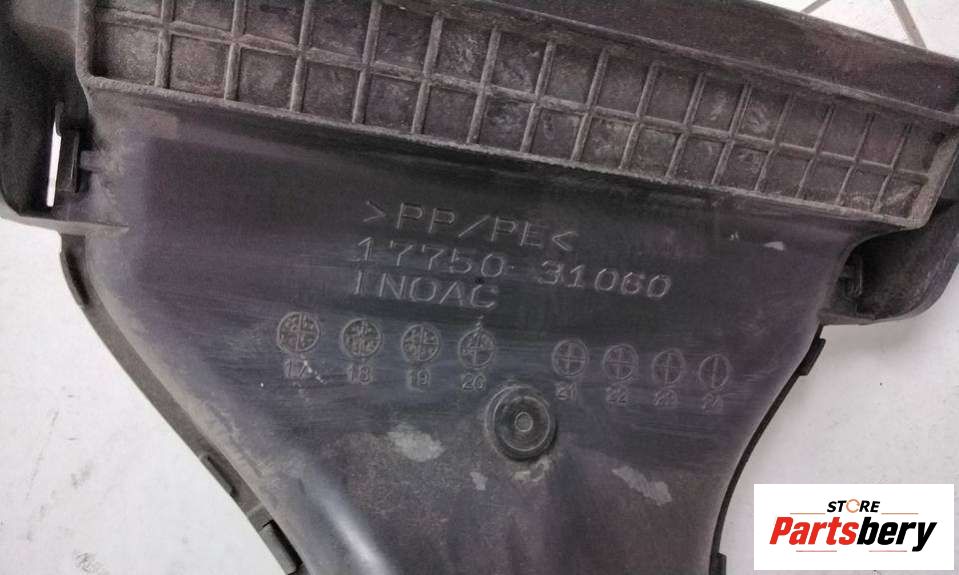 >PP/PE<
17750-31060
INOAC
17 18 19 20 21 22 23 24
STORE
Partsbery